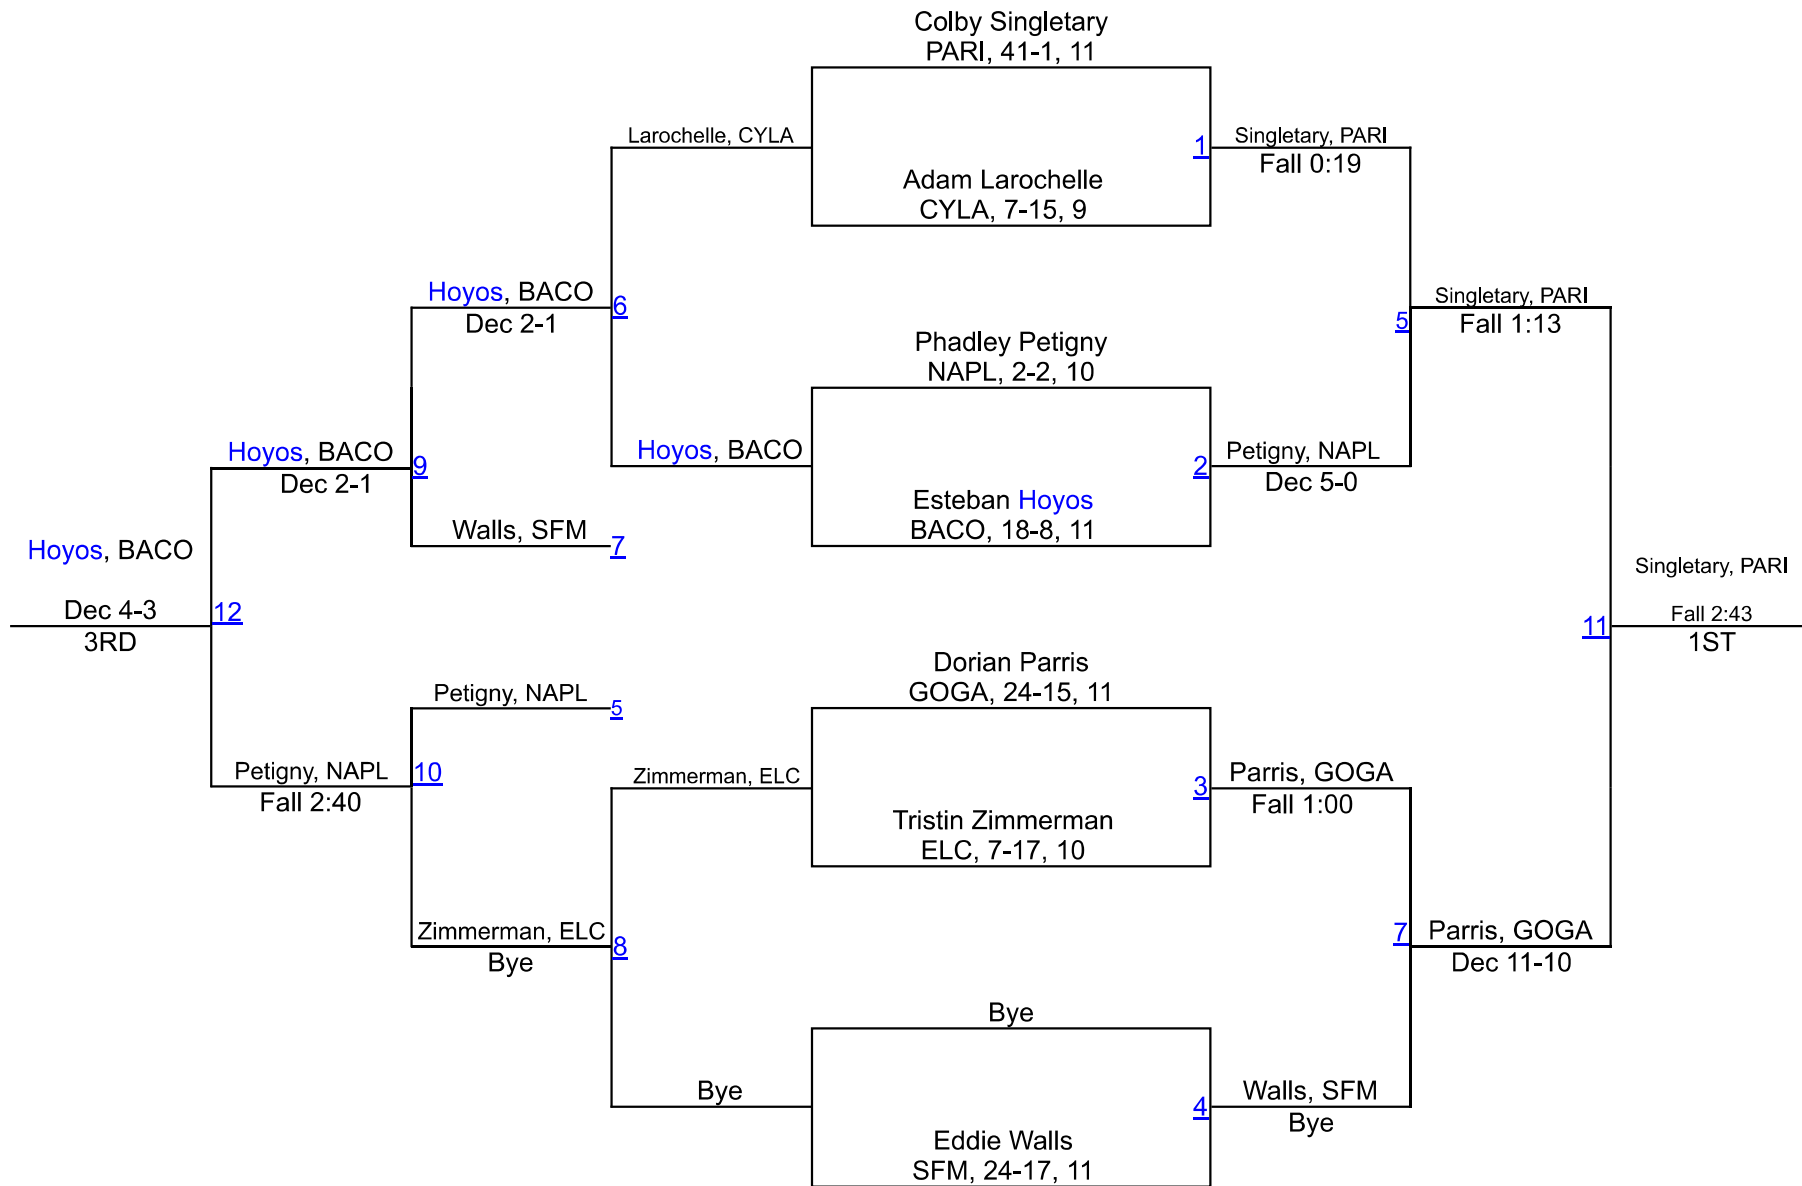 Colby Singletary
PARI, 41-1, 11
Larochelle, CYLA
1
Singletary, PARI
Fall 0:19
Adam Larochelle
CYLA, 7-15, 9
Hoyos, BACO
Dec 2-1
6
Singletary, PARI
Fall 1:13
5
Phadley Petigny
NAPL, 2-2, 10
Hoyos, BACO
Dec 2-1
9
Hoyos, BACO
2
Petigny, NAPL
Dec 5-0
Esteban Hoyos
BACO, 18-8, 11
Walls, SFM
7
Hoyos, BACO
Dec 4-3
3RD
12
Singletary, PARI
Fall 2:43
1ST
11
Dorian Parris
GOGA, 24-15, 11
Petigny, NAPL
5
Petigny, NAPL
Fall 2:40
10
Zimmerman, ELC
3
Parris, GOGA
Fall 1:00
Tristin Zimmerman
ELC, 7-17, 10
Zimmerman, ELC
Bye
8
7
Parris, GOGA
Dec 11-10
Bye
Bye
4
Walls, SFM
Bye
Eddie Walls
SFM, 24-17, 11